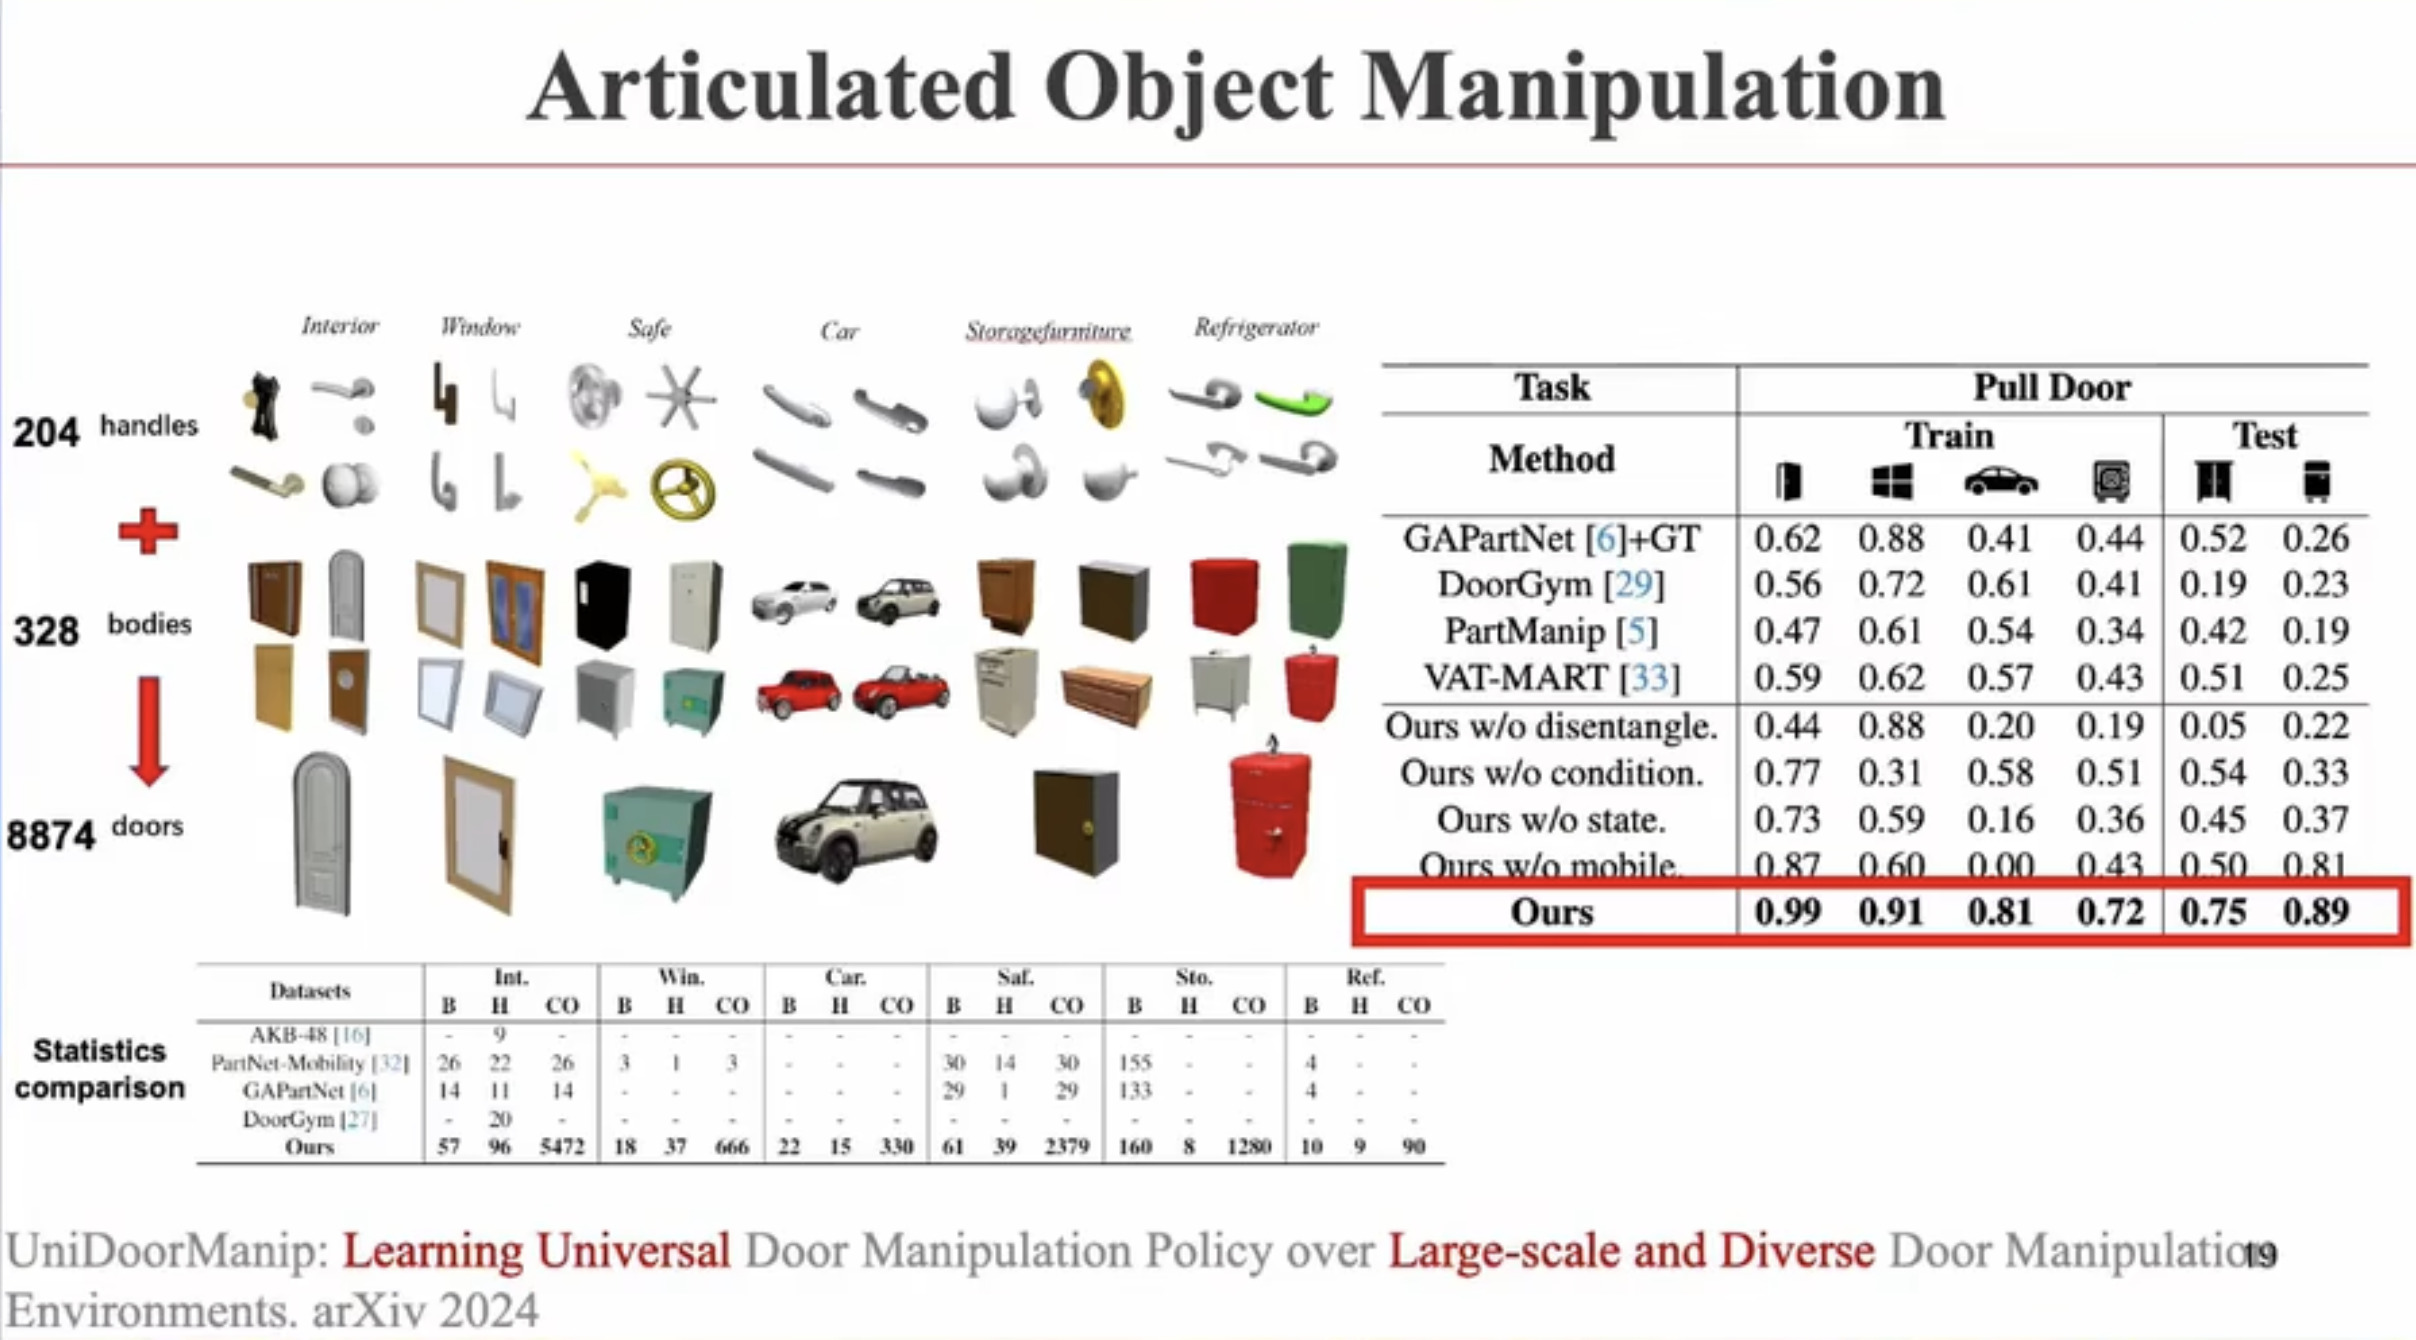 Articulated Object Manipulation
Interior Window Safe Car Storagefurniture Refrigerator
204 handles
328 bodies
8874 doors
Task Pull Door
Method Train Test
GAPartNet [6]+GT 0.62 0.88 0.41 0.44 0.52 0.26
DoorGym [29] 0.56 0.72 0.61 0.41 0.19 0.23
PartManip [5] 0.47 0.61 0.54 0.34 0.42 0.19
VAT-MART [33] 0.59 0.62 0.57 0.43 0.51 0.25
Ours w/o disentangle. 0.44 0.88 0.20 0.19 0.05 0.22
Ours w/o condition. 0.77 0.31 0.58 0.51 0.54 0.33
Ours w/o state. 0.73 0.59 0.16 0.36 0.45 0.37
Ours w/o mobile. 0.87 0.60 0.00 0.43 0.50 0.81
Ours 0.99 0.91 0.81 0.72 0.75 0.89
Statistics
comparison
Datasets Int. Win. Car. Saf. Sto. Ref.
B H CO B H CO B H CO B H CO B H CO B H CO
AKB-48 [16] - 9 - - - - - - - - - - - - - - - -
PartNet-Mobility [32] 26 22 26 3 1 3 - - - 30 14 30 155 - - 4 - -
GAPartNet [6] 14 11 14 - - - - - - 29 1 29 133 - - 4 - -
DoorGym [27] - 20 - - - - - - - - - - - - - - - -
Ours 57 96 5472 18 37 666 22 15 330 61 39 2379 160 8 1280 10 9 90
UniDoorManip: Learning Universal Door Manipulation Policy over Large-scale and Diverse Door Manipulation
Environments. arXiv 2024
19